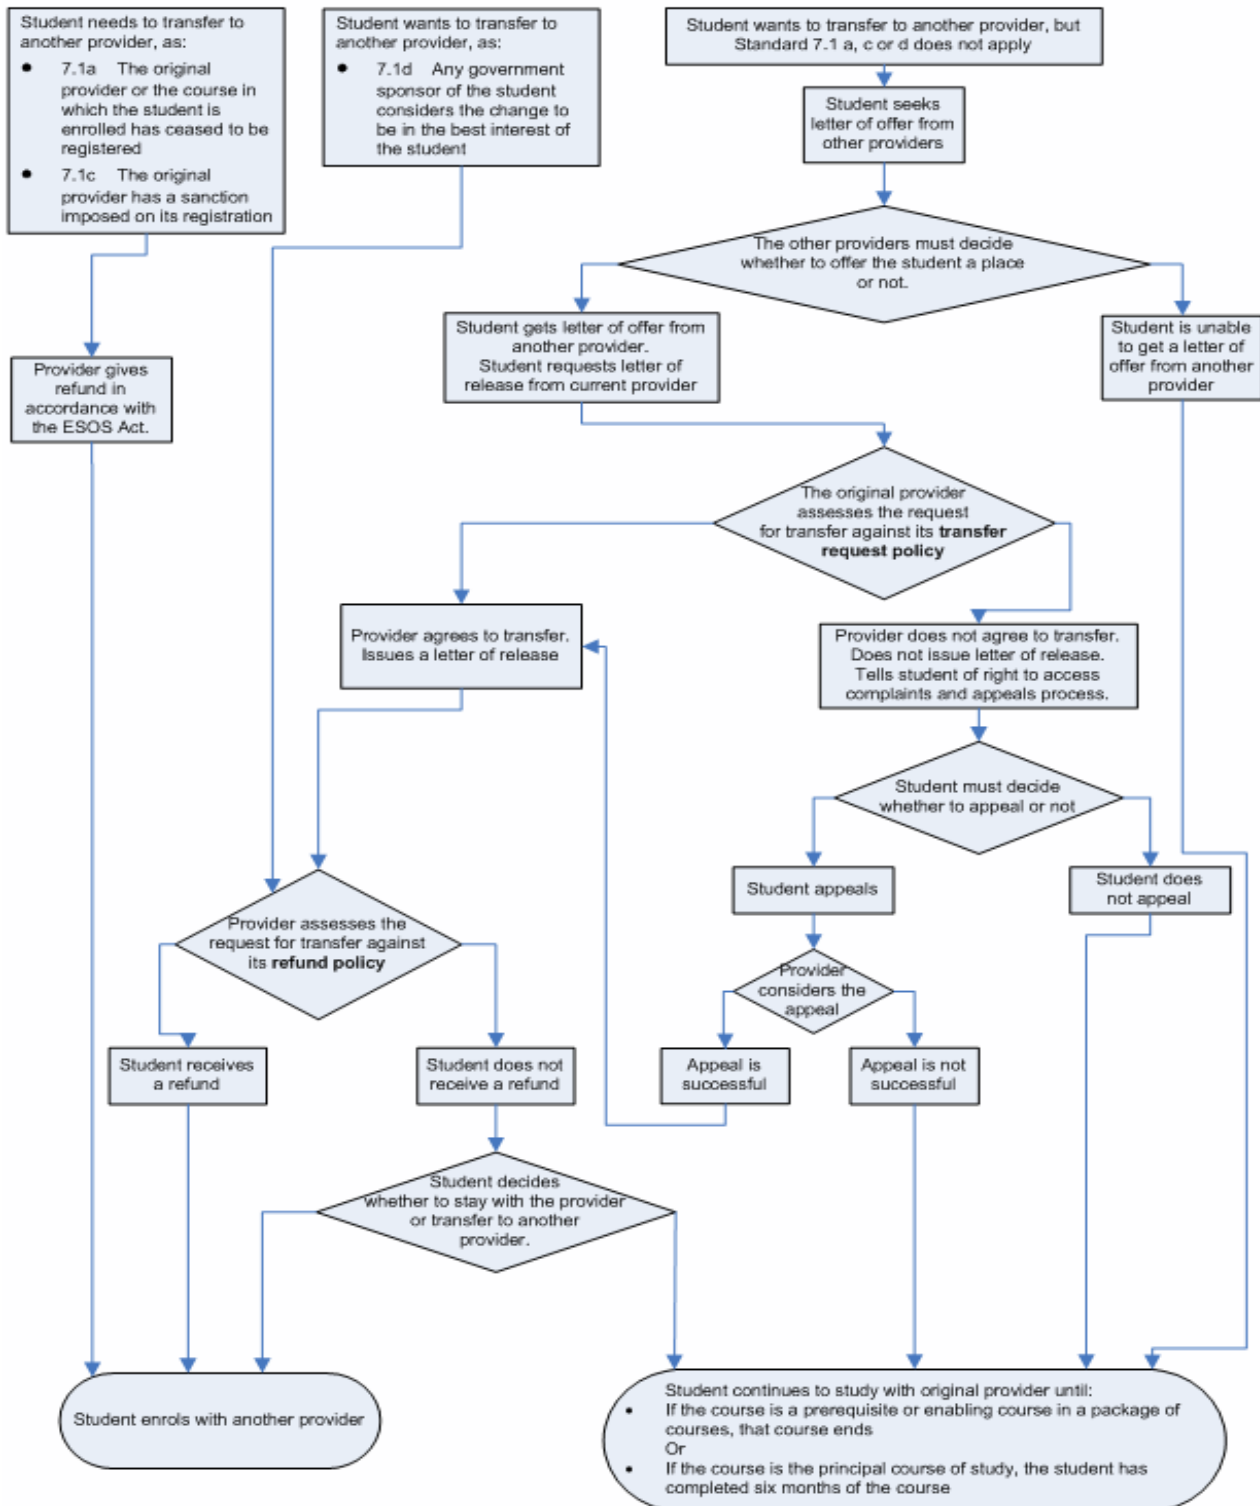 Student needs to transfer to
another provider, as:
● 7.1a The original
provider or the course in
which the student is
enrolled has ceased to be
registered
● 7.1c The original
provider has a sanction
imposed on its registration
Student wants to transfer to
another provider, as:
● 7.1d Any government
sponsor of the student
considers the change to
be in the best interest of
the student
Student wants to transfer to another provider, but
Standard 7.1 a, c or d does not apply
Student seeks
letter of offer from
other providers
The other providers must decide
whether to offer the student a place
or not.
Student gets letter of offer from
another provider.
Student requests letter of
release from current provider
Student is unable
to get a letter of
offer from another
provider
Provider gives
refund in
accordance with
the ESOS Act.
The original provider
assesses the request
for transfer against its transfer
request policy
Provider agrees to transfer.
Issues a letter of release
Provider does not agree to transfer.
Does not issue letter of release.
Tells student of right to access
complaints and appeals process.
Student must decide
whether to appeal or not
Student appeals
Student does
not appeal
Provider assesses the
request for transfer against
its refund policy
Provider
considers the
appeal
Student receives
a refund
Student does not
receive a refund
Appeal is
successful
Appeal is not
successful
Student decides
whether to stay with the provider
or transfer to another
provider.
Student enrols with another provider
Student continues to study with original provider until:
• If the course is a prerequisite or enabling course in a package of
courses, that course ends
Or
• If the course is the principal course of study, the student has
completed six months of the course